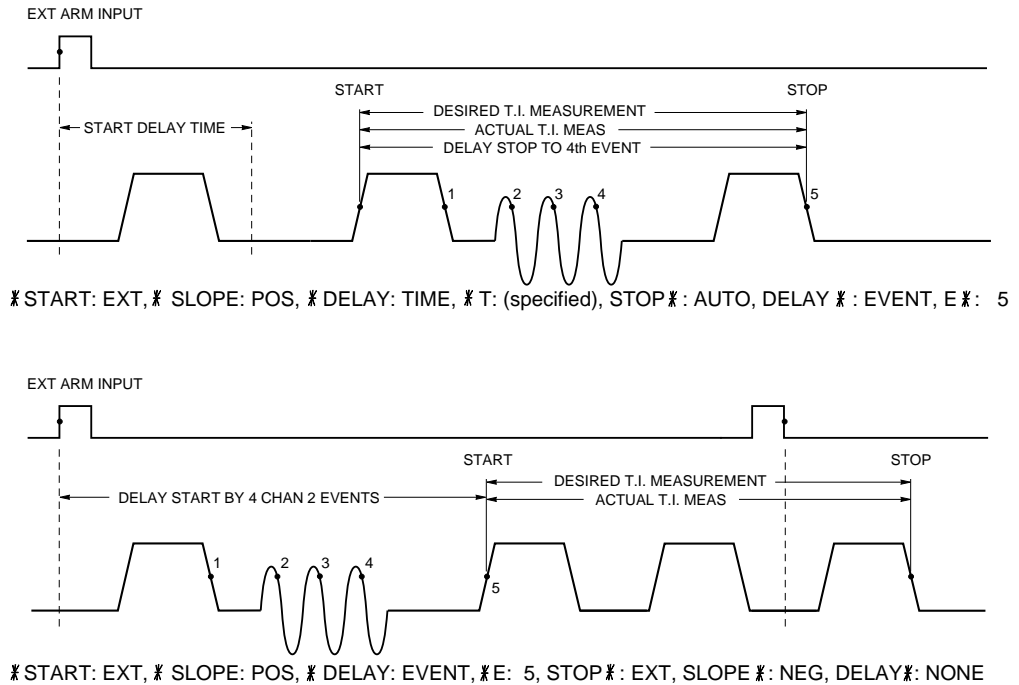 EXT ARM INPUT
START
STOP
DESIRED T.I. MEASUREMENT
START DELAY TIME
ACTUAL T.I. MEAS
DELAY STOP TO 4th EVENT
1
2
3
4
5
⁕START: EXT,⁕ SLOPE: POS, ⁕ DELAY: TIME, ⁕ T: (specified), STOP⁕: AUTO, DELAY ⁕ : EVENT, E⁕: 5
EXT ARM INPUT
START
STOP
DESIRED T.I. MEASUREMENT
DELAY START BY 4 CHAN 2 EVENTS
ACTUAL T.I. MEAS
1
2
3
4
5
⁕START: EXT, ⁕ SLOPE: POS, ⁕ DELAY: EVENT, ⁕E: 5, STOP⁕: EXT, SLOPE ⁕: NEG, DELAY⁕: NONE